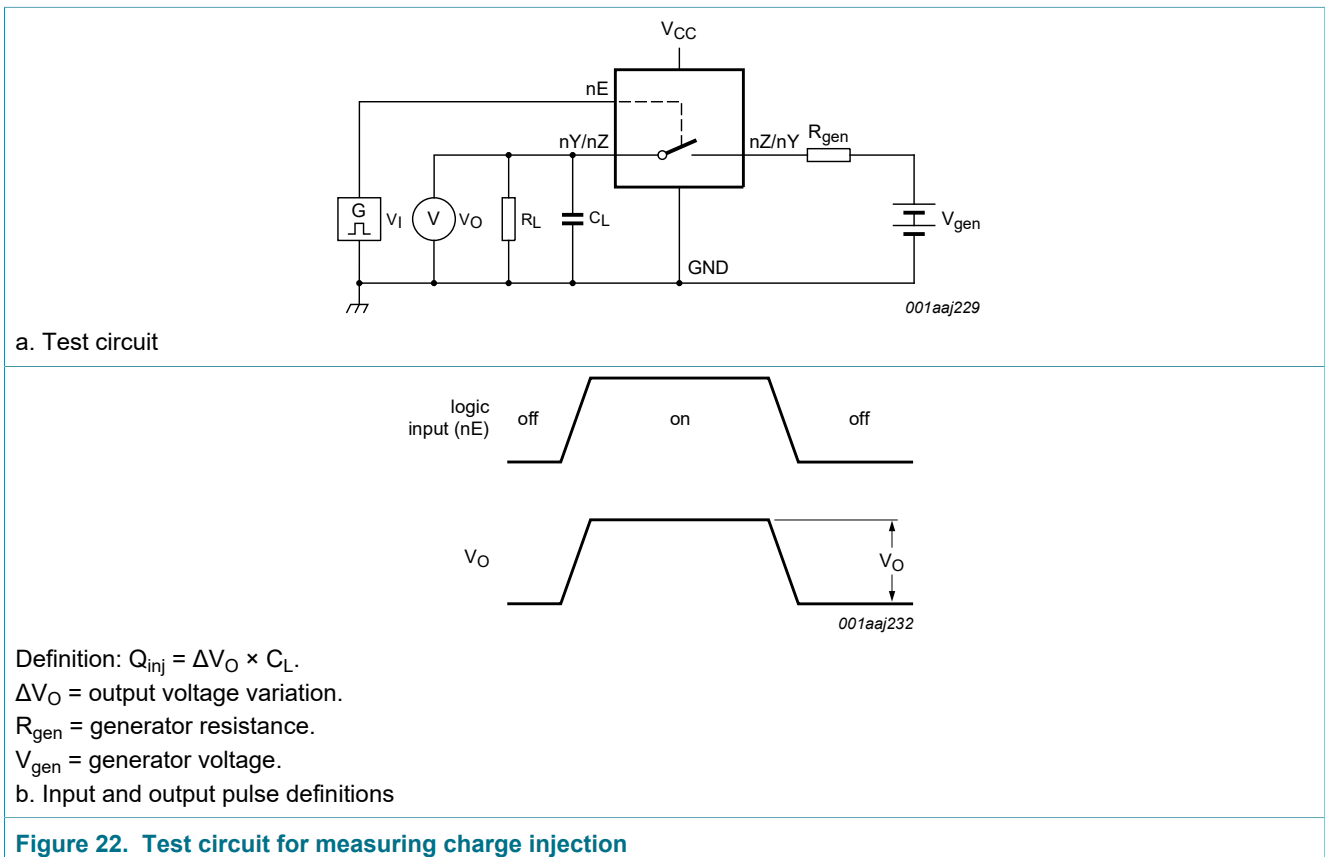 VCC
nE
nY/nZ
nZ/nY Rgen
G VI V VO RL CL Vgen
GND
001aaj229
a. Test circuit
logic
input (nE)
off on off
VO
VO
001aaj232
Definition: Qinj = ΔVO × CL.
ΔVO = output voltage variation.
Rgen = generator resistance.
Vgen = generator voltage.
b. Input and output pulse definitions
Figure 22. Test circuit for measuring charge injection